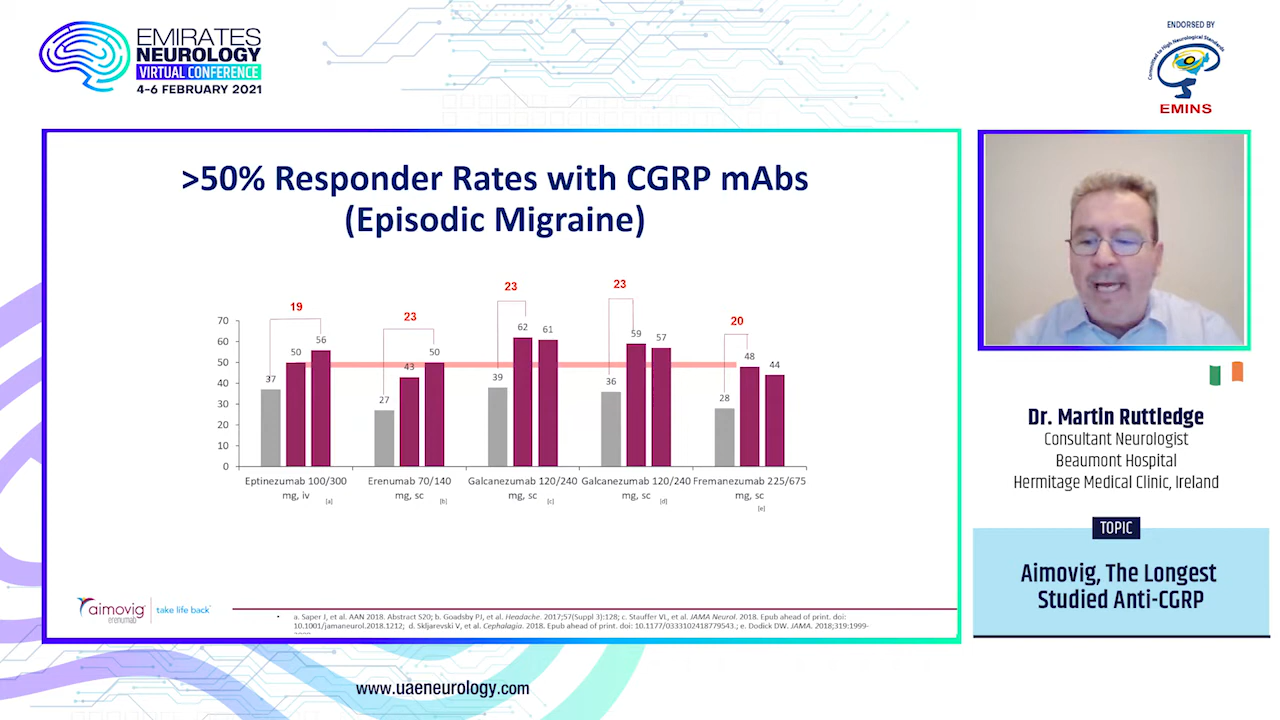 EMIRATES
NEUROLOGY
VIRTUAL CONFERENCE
4-6 FEBRUARY 2021
ENDORSED BY
Committed to High Neurological Standards
EMINS
>50% Responder Rates with CGRP mAbs
(Episodic Migraine)
19
23
23
23
20
70
60
50
40
30
20
10
0
37
50
56
27
43
50
39
62
61
36
59
57
28
48
44
Eptinezumab 100/300
mg, iv [a]
Erenumab 70/140
mg, sc [b]
Galcanezumab 120/240
mg, sc [c]
Galcanezumab 120/240
mg, sc [d]
Fremanezumab 225/675
mg, sc
[e]
aimovig
erenumab
take life back
• a. Saper J, et al. AAN 2018. Abstract S20; b. Goadsby PJ, et al. Headache. 2017;57(Suppl 3):128; c. Stauffer VL, et al. JAMA Neurol. 2018. Epub ahead of print. doi:
10.1001/jamaneurol.2018.1212; d. Skljarevski V, et al. Cephalagia. 2018. Epub ahead of print. doi: 10.1177/0333102418779543.; e. Dodick DW. JAMA. 2018;319:1999-
Dr. Martin Ruttledge
Consultant Neurologist
Beaumont Hospital
Hermitage Medical Clinic, Ireland
TOPIC
Aimovig, The Longest
Studied Anti-CGRP
www.uaeneurology.com